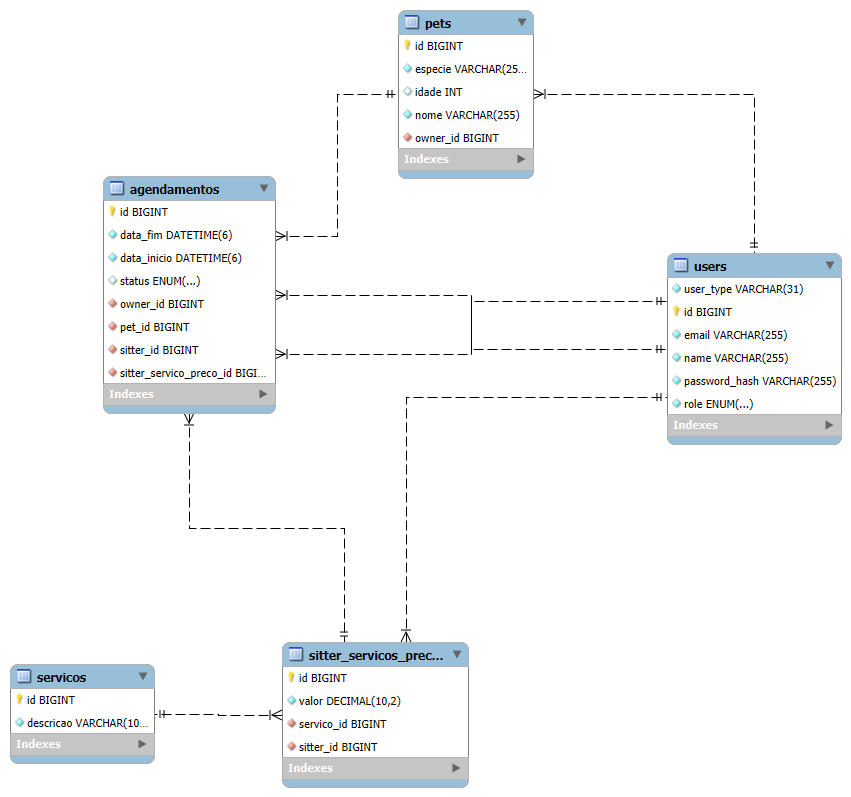 pets
id BIGINT
especie VARCHAR(25...
idade INT
nome VARCHAR(255)
owner_id BIGINT
Indexes
agendamentos
id BIGINT
data_fim DATETIME(6)
data_inicio DATETIME(6)
status ENUM(...)
owner_id BIGINT
pet_id BIGINT
sitter_id BIGINT
sitter_servico_preco_id BIGI...
Indexes
users
user_type VARCHAR(31)
id BIGINT
email VARCHAR(255)
name VARCHAR(255)
password_hash VARCHAR(255)
role ENUM(...)
Indexes
servicos
id BIGINT
descricao VARCHAR(10...
Indexes
sitter_servicos_prec...
id BIGINT
valor DECIMAL(10,2)
servico_id BIGINT
sitter_id BIGINT
Indexes